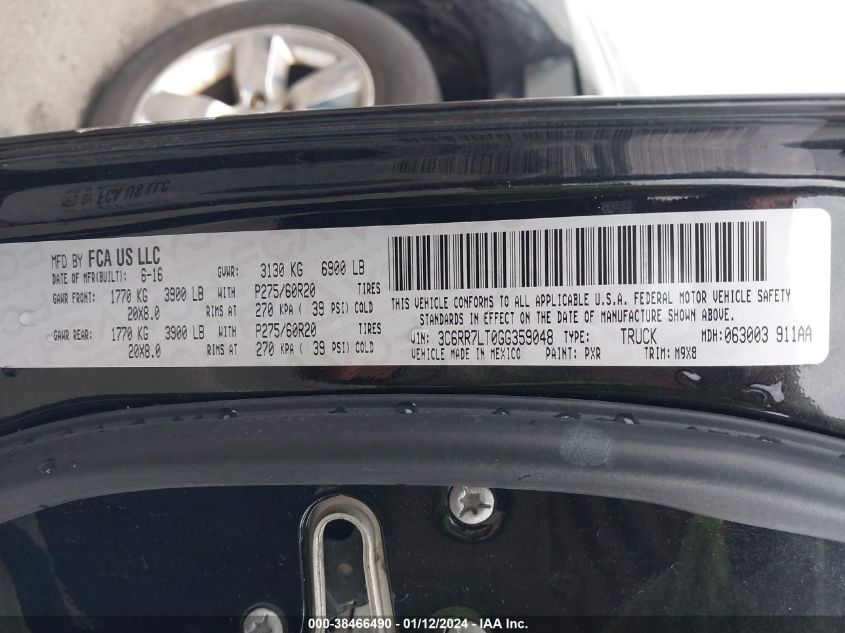 MFD BY FCA US LLC
DATE OF MFR(BUILT): 6-16 GVWR: 3130 KG 6900 LB
GAWR FRONT: 1770 KG 3900 LB WITH P275/60R20 TIRES
20X8.0 RIMS AT 270 KPA ( 39 PSI) COLD
GAWR REAR: 1770 KG 3900 LB WITH P275/60R20 TIRES
20X8.0 RIMS AT 270 KPA ( 39 PSI) COLD
THIS VEHICLE CONFORMS TO ALL APPLICABLE U.S.A. FEDERAL MOTOR VEHICLE SAFETY
STANDARDS IN EFFECT ON THE DATE OF MANUFACTURE SHOWN ABOVE.
VIN: 3C6RR7LT0GG359048 TYPE: TRUCK MDH: 063003 911AA
VEHICLE MADE IN MEXICO PAINT: PXR TRIM: M9X8
000-38466490 - 01/12/2024 - IAA Inc.